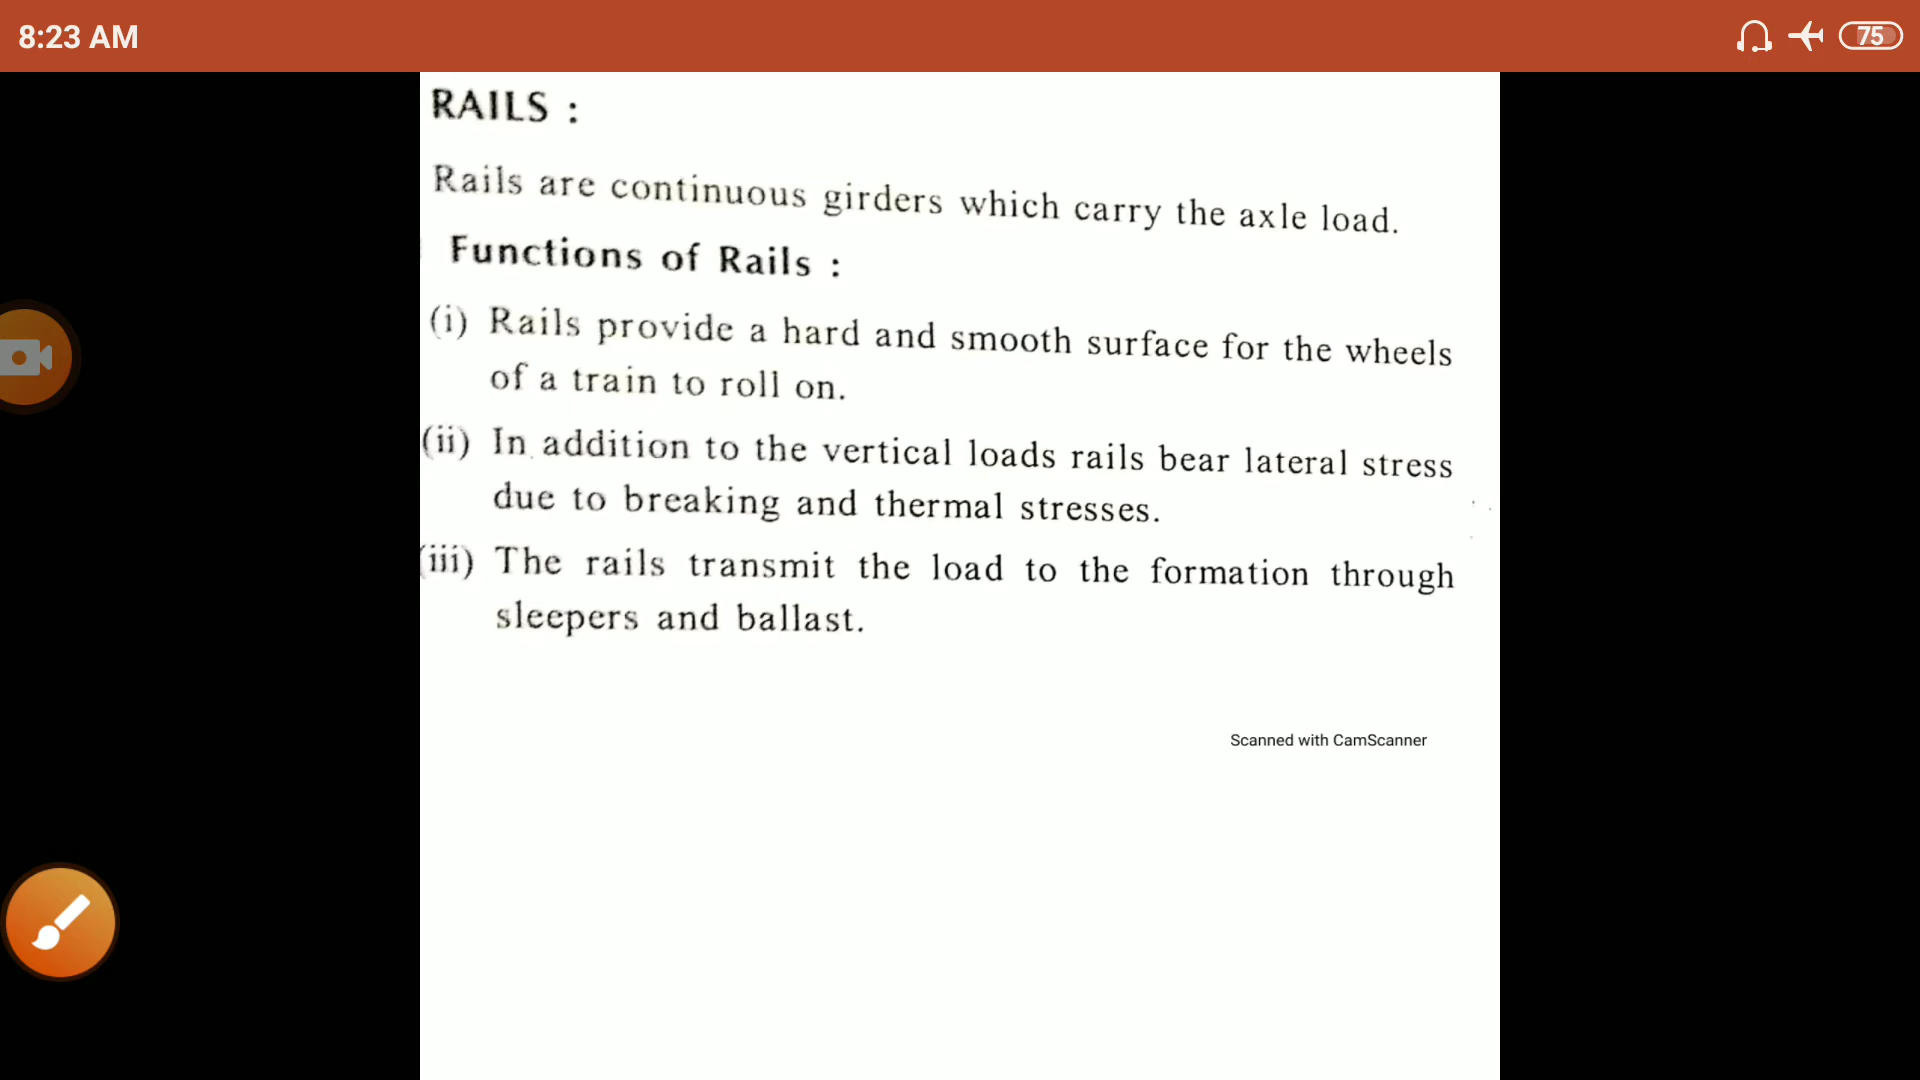 8:23 AM
75
RAILS :
Rails are continuous girders which carry the axle load.
Functions of Rails :
(i) Rails provide a hard and smooth surface for the wheels
of a train to roll on.
(ii) In addition to the vertical loads rails bear lateral stress
due to breaking and thermal stresses.
(iii) The rails transmit the load to the formation through
sleepers and ballast.
Scanned with CamScanner